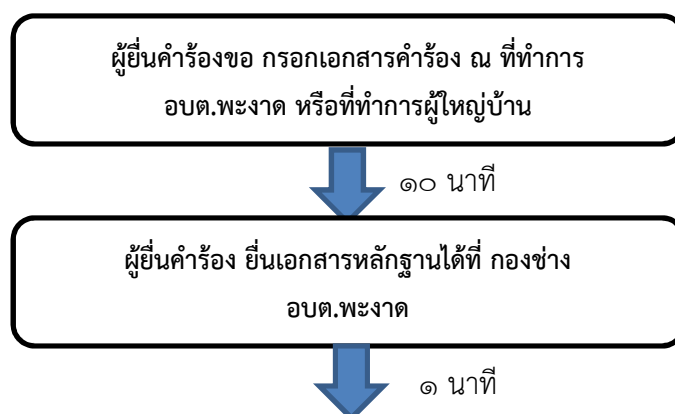 ผู้ยื่นคำร้องขอ กรอกเอกสารคำร้อง ณ ที่ทำการ
อบต.พะงาด หรือที่ทำการผู้ใหญ่บ้าน
๑๐ นาที
ผู้ยื่นคำร้อง ยื่นเอกสารหลักฐานได้ที่ กองช่าง
อบต.พะงาด
๑ นาที